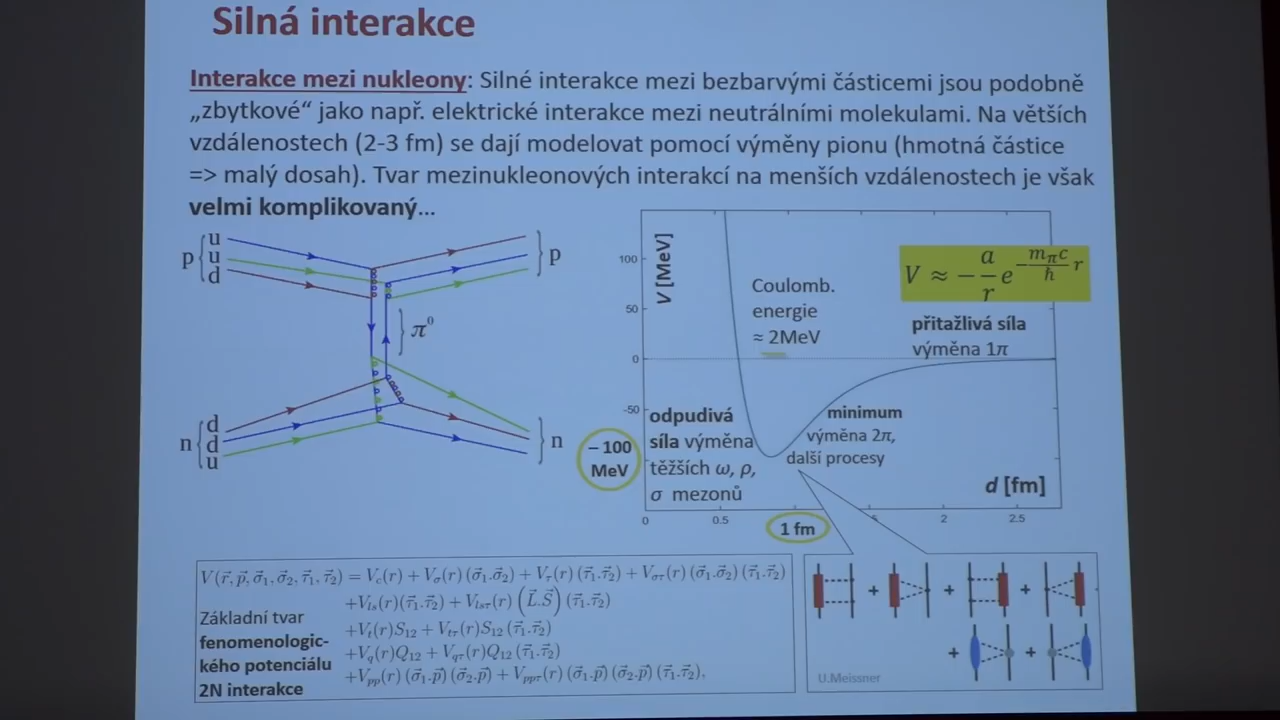 Silná interakce
Interakce mezi nukleony: Silné interakce mezi bezbarvými částicemi jsou podobně
„zbytkové“ jako např. elektrické interakce mezi neutrálními molekulami. Na větších
vzdálenostech (2-3 fm) se dají modelovat pomocí výměny pionu (hmotná částice
=> malý dosah). Tvar mezinukleonových interakcí na menších vzdálenostech je však
velmi komplikovaný…
p { u
u
d
} p
} π⁰
n { d
d
u
} n
V [MeV]
100
50
0
-50
Coulomb.
energie
≈ 2MeV
V ≈ −a/r e^{−(m_π c/ħ) r}
přitažlivá síla
výměna 1π
odpudivá
síla výměna
těžších ω, ρ,
σ mezonů
minimum
výměna 2π,
další procesy
− 100
MeV
d [fm]
0 0.5 2 2.5
1 fm
V(r⃗, p⃗, σ⃗₁, σ⃗₂, τ⃗₁, τ⃗₂) = V_c(r) + V_σ(r)(σ⃗₁.σ⃗₂) + V_τ(r)(τ⃗₁.τ⃗₂) + V_στ(r)(σ⃗₁.σ⃗₂)(τ⃗₁.τ⃗₂)
+V_ls(r)(τ⃗₁.τ⃗₂) + V_lsτ(r)(L⃗.S⃗)(τ⃗₁.τ⃗₂)
+V_t(r)S₁₂ + V_tτ(r)S₁₂(τ⃗₁.τ⃗₂)
+V_q(r)Q₁₂ + V_qτ(r)Q₁₂(τ⃗₁.τ⃗₂)
+V_pp(r)(σ⃗₁.p⃗)(σ⃗₂.p⃗) + V_ppτ(r)(σ⃗₁.p⃗)(σ⃗₂.p⃗)(τ⃗₁.τ⃗₂),
Základní tvar
fenomenologic-
kého potenciálu
2N interakce
+ + +
+ +
U.Meissner